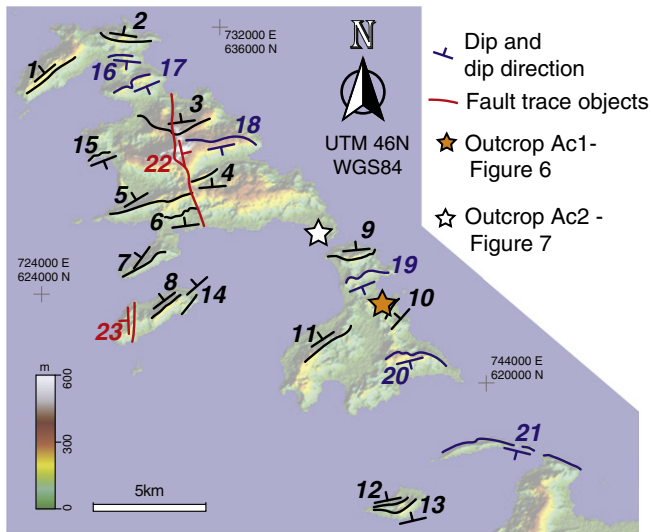 732000 E
636000 N
N
UTM 46N
WGS84
Dip and
dip direction
Fault trace objects
Outcrop Ac1-
Figure 6
Outcrop Ac2 -
Figure 7
1
2
16
17
3
18
15
22
4
5
6
9
7
724000 E
624000 N
19
8
14
10
23
11
20
744000 E
620000 N
m
600
300
0
21
5km
12
13